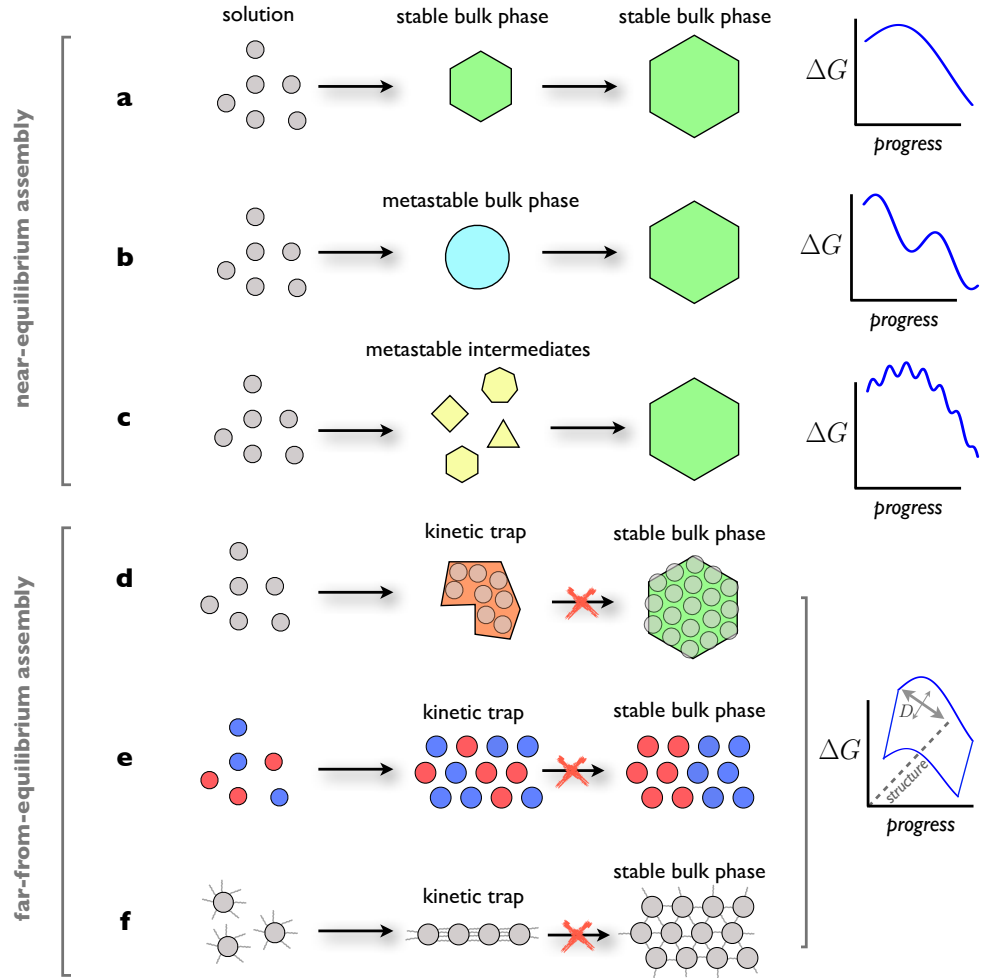 solution
stable bulk phase
stable bulk phase
near-equilibrium assembly
a
ΔG
progress
metastable bulk phase
b
ΔG
progress
metastable intermediates
c
ΔG
progress
far-from-equilibrium assembly
d
kinetic trap
stable bulk phase
e
kinetic trap
stable bulk phase
ΔG
D
structure
progress
f
kinetic trap
stable bulk phase